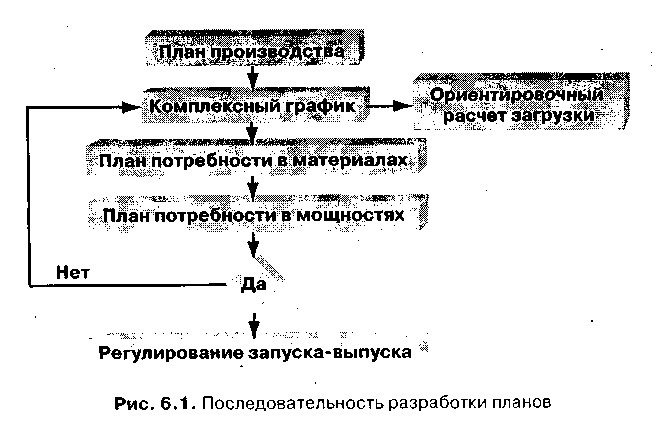 План производства
Комплексный график
Ориентировочный
расчет загрузки
План потребности в материалах
План потребности в мощностях
Нет
Да
Регулирование запуска-выпуска
Рис. 6.1. Последовательность разработки планов